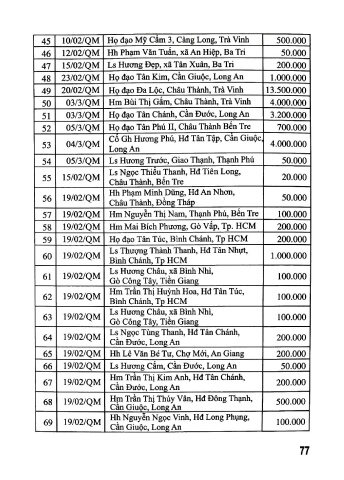 45 10/02/QM Họ đạo Mỹ Cẩm 3, Càng Long, Trà Vinh 500.000
46 12/02/QM Hh Phạm Văn Tuấn, xã An Hiệp, Ba Tri 50.000
47 15/02/QM Ls Hương Đẹp, xã Tân Xuân, Ba Tri 200.000
48 23/02/QM Họ đạo Tân Kim, Cần Giuộc, Long An 1.000.000
49 20/02/QM Họ đạo Đa Lộc, Châu Thành, Trà Vinh 13.500.000
50 03/3/QM Hm Bùi Thị Gấm, Châu Thành, Trà Vinh 4.000.000
51 03/3/QM Họ đạo Tân Chánh, Cần Đước, Long An 3.200.000
52 05/3/QM Họ đạo Tân Phú II, Châu Thành Bến Tre 700.000
53 04/3/QM Cố Gh Hương Phú, Hđ Tân Tập, Cần Giuộc,
Long An 4.000.000
54 05/3/QM Ls Hương Trước, Giao Thạnh, Thạnh Phú 50.000
55 15/02/QM Ls Ngọc Thiếu Thanh, Hđ Tiên Long,
Châu Thành, Bến Tre 20.000
56 19/02/QM Hh Phạm Minh Dũng, Hđ An Nhơn,
Châu Thành, Đồng Tháp 50.000
57 19/02/QM Hm Nguyễn Thị Nam, Thạnh Phú, Bến Tre 100.000
58 19/02/QM Hm Mai Bích Phương, Gò Vấp, Tp. HCM 200.000
59 19/02/QM Họ đạo Tân Túc, Bình Chánh, Tp HCM 200.000
60 19/02/QM Ls Thượng Thành Thanh, Hđ Tân Nhựt,
Bình Chánh, Tp HCM 1.000.000
61 19/02/QM Ls Hương Châu, xã Bình Nhì,
Gò Công Tây, Tiền Giang 100.000
62 19/02/QM Hm Trần Thị Huỳnh Hoa, Hđ Tân Túc,
Bình Chánh, Tp HCM 100.000
63 19/02/QM Ls Hương Châu, xã Bình Nhì,
Gò Công Tây, Tiền Giang 100.000
64 19/02/QM Ls Ngọc Tùng Thanh, Hđ Tân Chánh,
Cần Đước, Long An 200.000
65 19/02/QM Hh Lê Văn Bé Tư, Chợ Mới, An Giang 200.000
66 19/02/QM Ls Hương Cẩm, Cần Đước, Long An 50.000
67 19/02/QM Hm Trần Thị Kim Anh, Hđ Tân Chánh,
Cần Đước, Long An 200.000
68 19/02/QM Hm Trần Thị Thủy Vân, Hđ Đông Thạnh,
Cần Giuộc, Long An 500.000
69 19/02/QM Hh Nguyễn Ngọc Vinh, Hđ Long Phụng,
Cần Giuộc, Long An 100.000
77